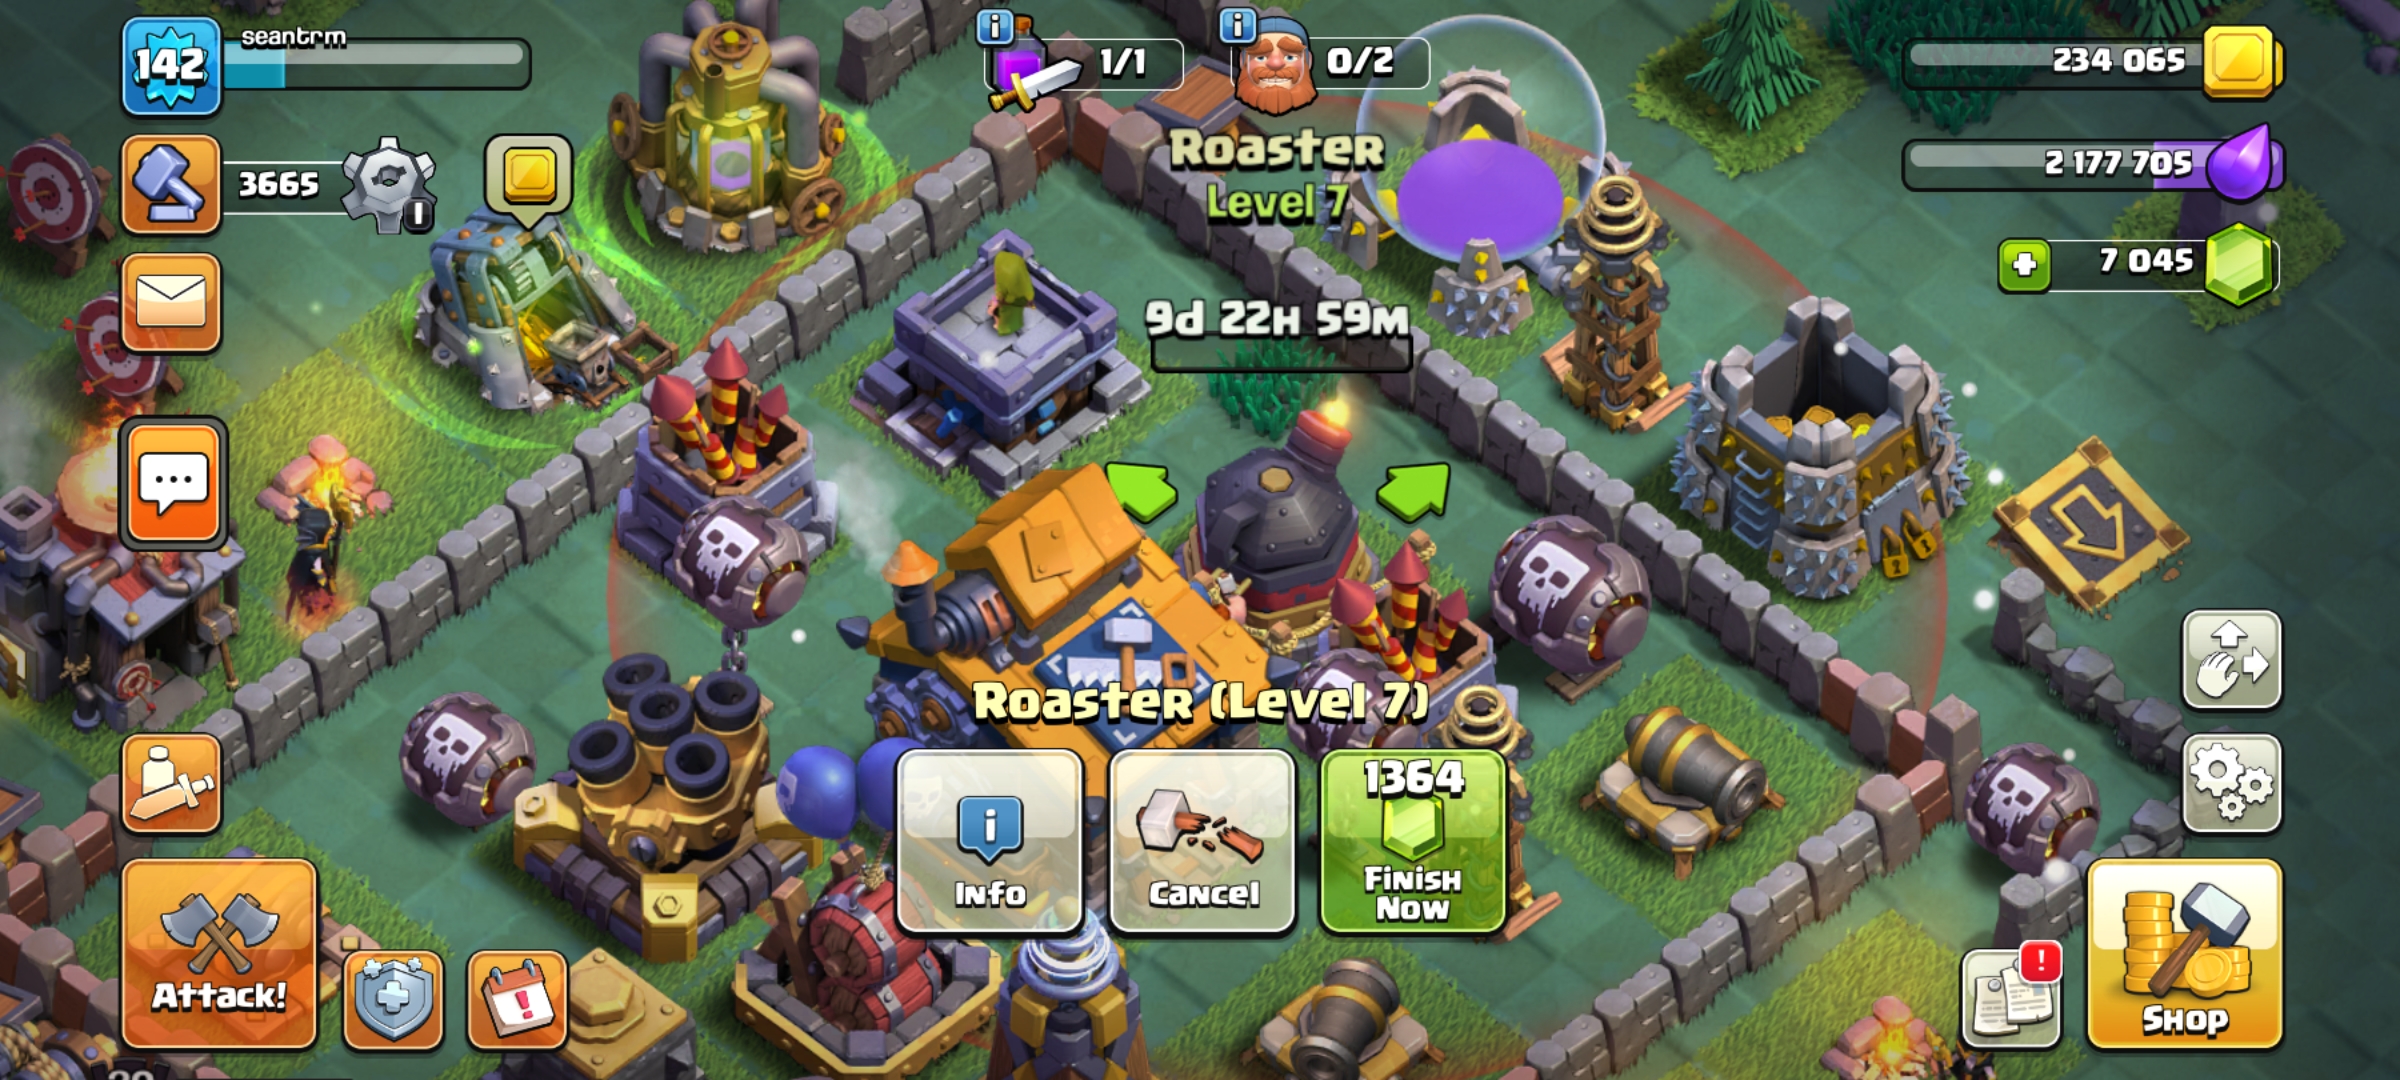 142
seantrm
1/1
0/2
234 065
3665
2 177 705
7 045
Roaster
Level 7
9d 22H 59M
Roaster (Level 7)
1364
Info
Cancel
Finish
Now
Attack!
Shop